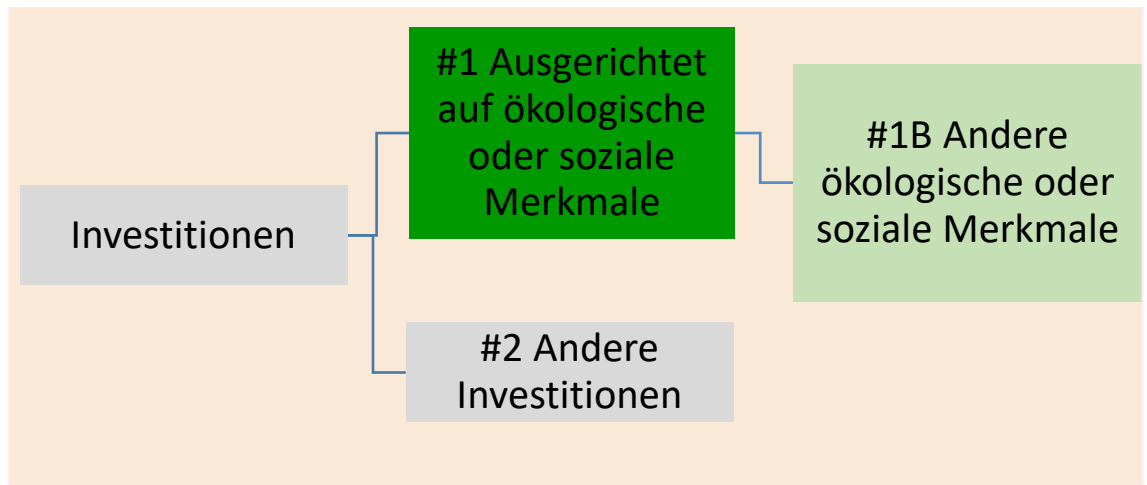 #1 Ausgerichtet
auf ökologische
oder soziale
Merkmale
#1B Andere
ökologische oder
soziale Merkmale
Investitionen
#2 Andere
Investitionen